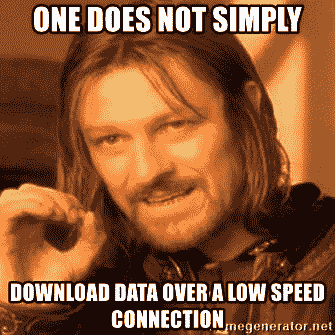 ONE DOES NOT SIMPLY
DOWNLOAD DATA OVER A LOW SPEED
CONNECTION
memegenerator.net